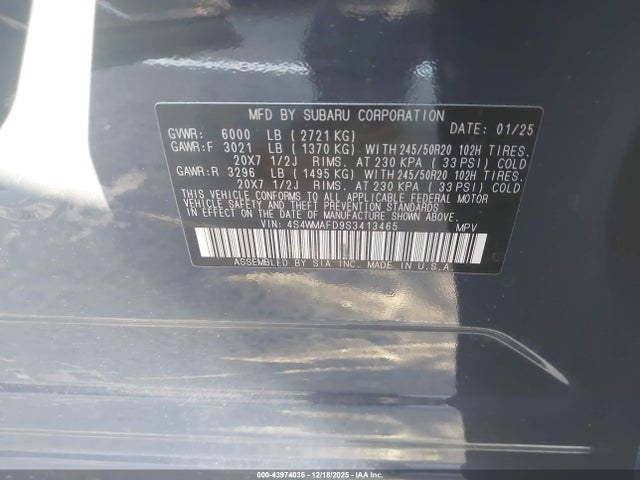 MFD BY SUBARU CORPORATION
GVWR: 6000 LB ( 2721 KG) DATE: 01/25
GAWR:F 3021 LB ( 1370 KG) WITH 245/50R20 102H TIRES.
20X7 1/2J RIMS. AT 230 KPA ( 33 PSI) COLD
GAWR:R 3296 LB ( 1495 KG) WITH 245/50R20 102H TIRES.
20X7 1/2J RIMS. AT 230 KPA ( 33 PSI) COLD
THIS VEHICLE CONFORMS TO ALL APPLICABLE FEDERAL MOTOR
VEHICLE SAFETY AND THEFT PREVENTION STANDARDS IN EFFECT
ON THE DATE OF MANUFACTURE SHOWN ABOVE.
VIN: 4S4WMAFD9S3413465 MPV
ASSEMBLED BY SIA INC. MADE IN U.S.A.
000-43974036 - 12/18/2025 - IAA Inc.